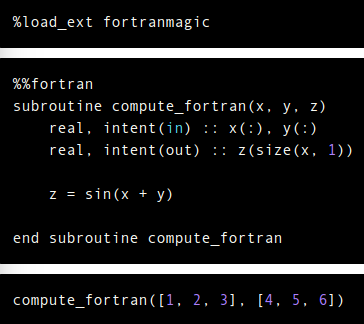 %load_ext fortranmagic
%%fortran
subroutine compute_fortran(x, y, z)
    real, intent(in) :: x(:), y(:)
    real, intent(out) :: z(size(x, 1))
    z = sin(x + y)
end subroutine compute_fortran
compute_fortran([1, 2, 3], [4, 5, 6])